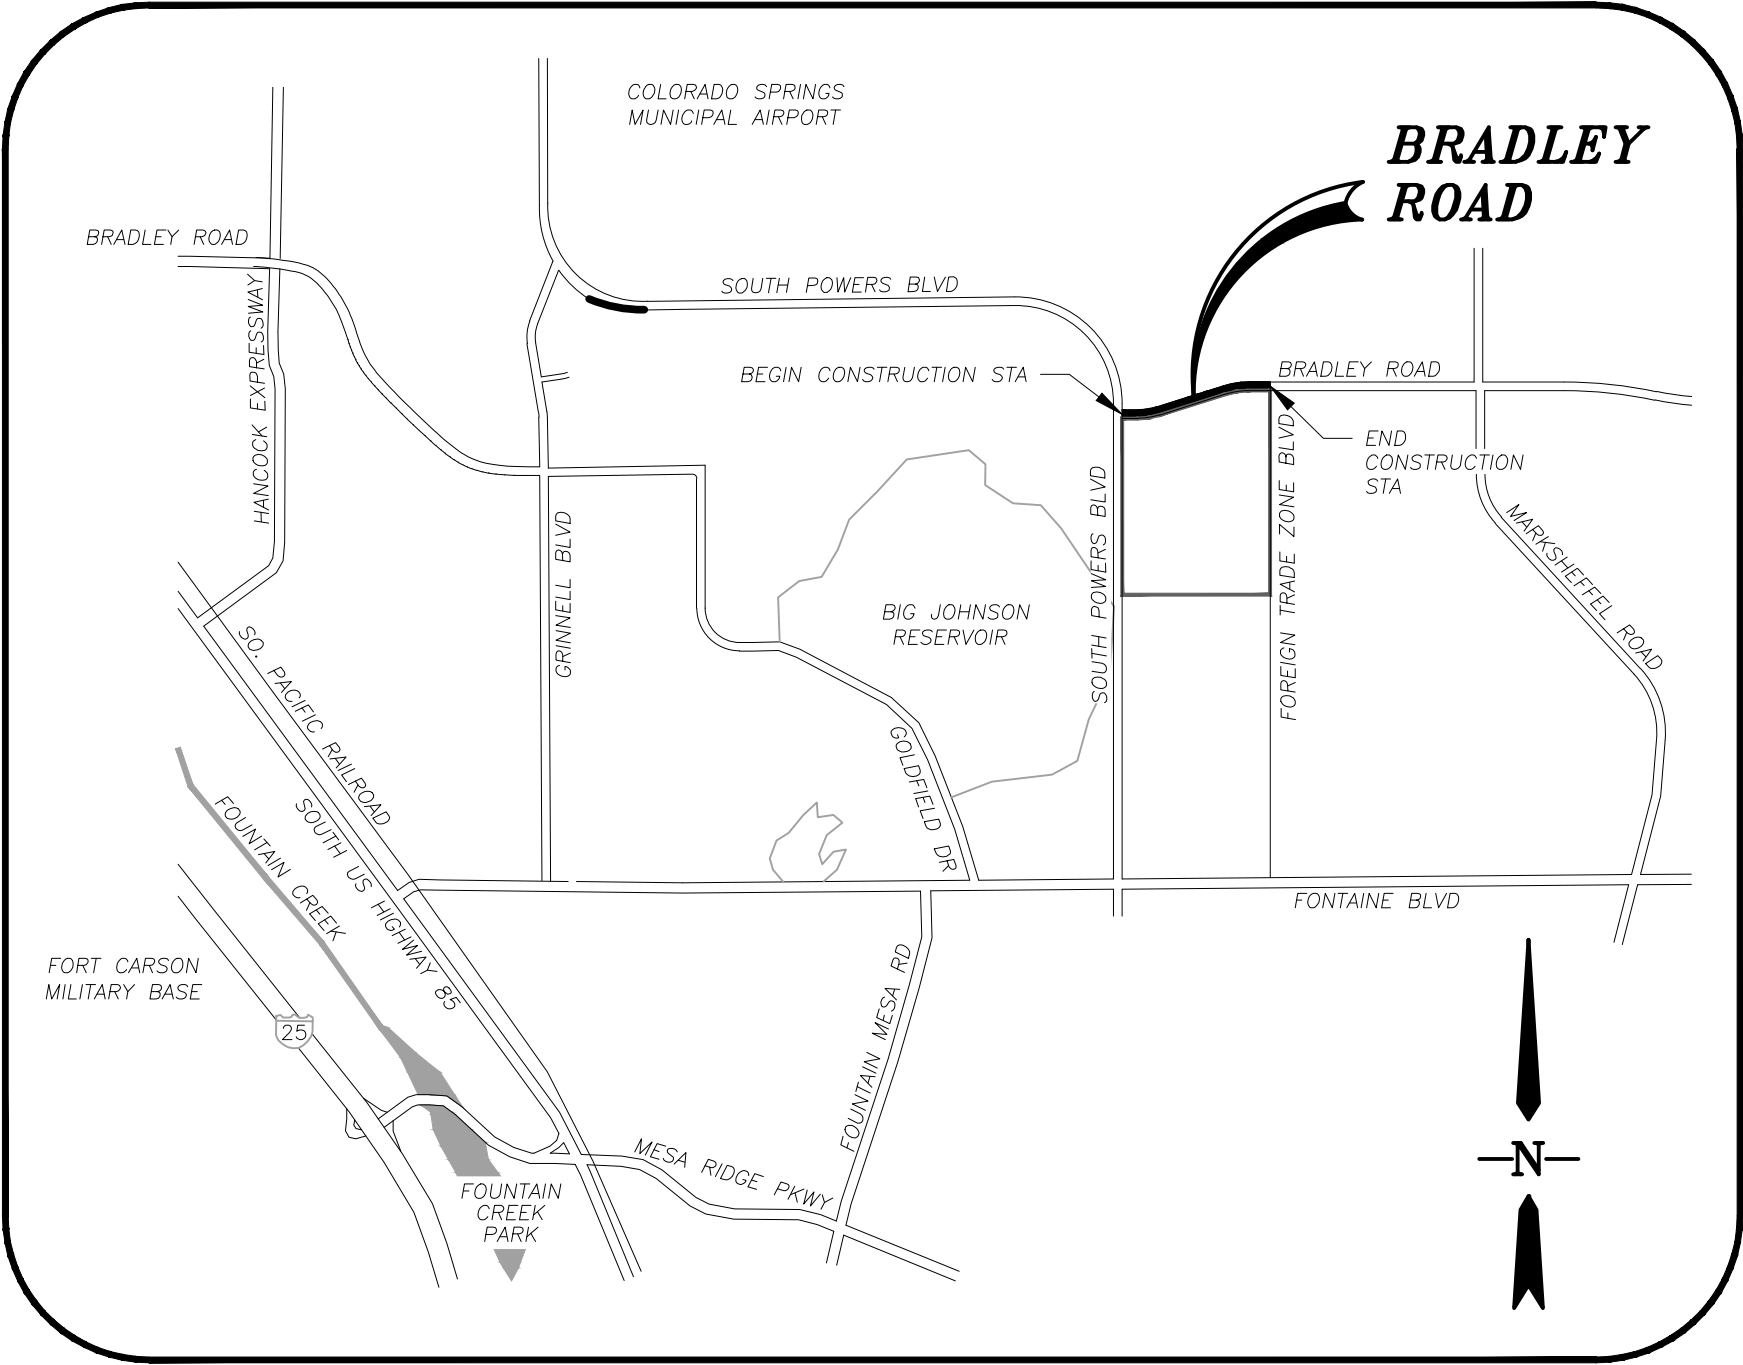 COLORADO SPRINGS
MUNICIPAL AIRPORT
BRADLEY
ROAD
BRADLEY ROAD
HANCOCK EXPRESSWAY
SOUTH POWERS BLVD
BEGIN CONSTRUCTION STA
BRADLEY ROAD
END
CONSTRUCTION
STA
SOUTH POWERS BLVD
FOREIGN TRADE ZONE BLVD
MARKSHEFFEL ROAD
GRINNELL BLVD
BIG JOHNSON
RESERVOIR
SO. PACIFIC RAILROAD
GOLDFIELD DR
FOUNTAIN CREEK
SOUTH US HIGHWAY 85
FONTAINE BLVD
FORT CARSON
MILITARY BASE
25
FOUNTAIN MESA RD
MESA RIDGE PKWY
FOUNTAIN
CREEK
PARK
N